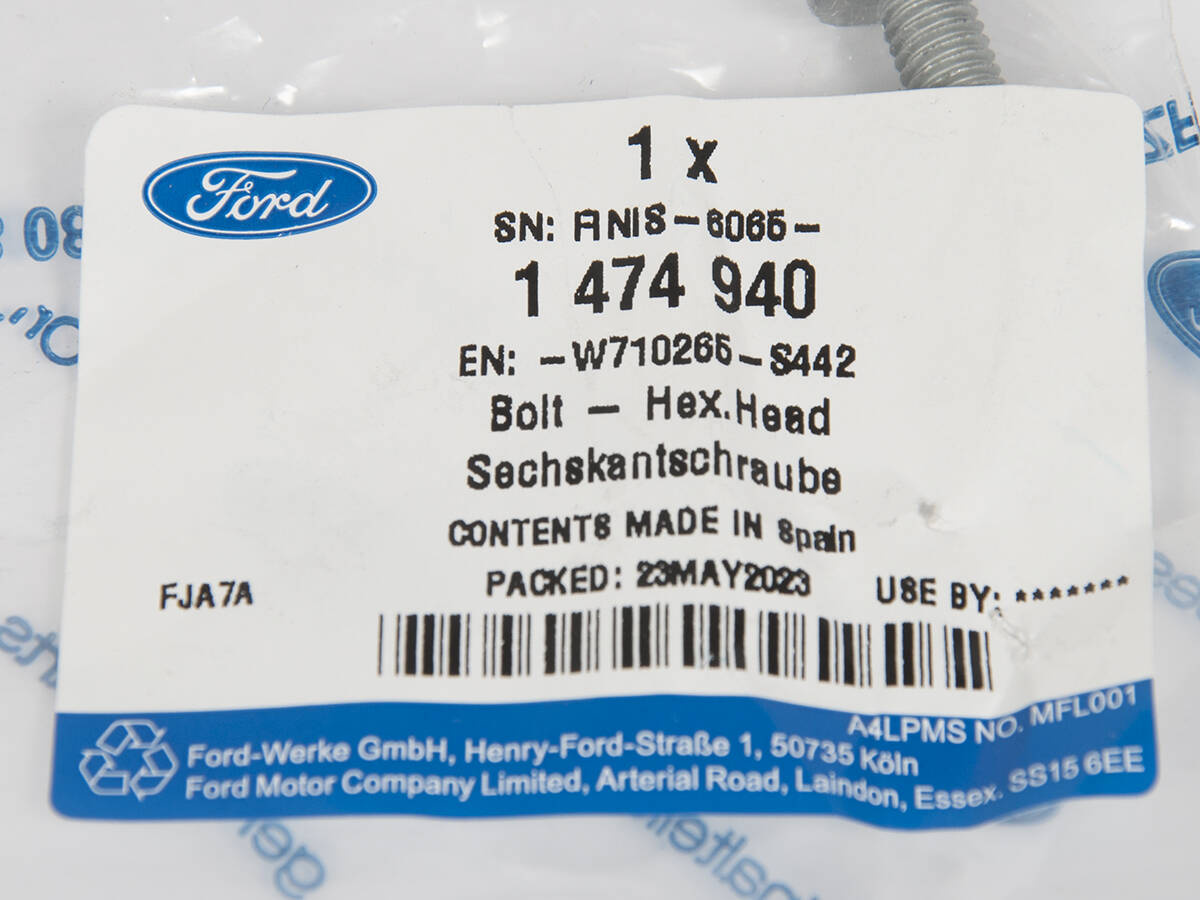 Ford
1 x
SN: FINIS-6065-
1 474 940
EN: -W710265-S442
Bolt - Hex.Head
Sechskantschraube
CONTENTS MADE IN Spain
PACKED: 23MAY2023
FJA7A
USE BY: *******
A4LPMS NO. MFL001
Ford-Werke GmbH, Henry-Ford-Straße 1, 50735 Köln
Ford Motor Company Limited, Arterial Road, Laindon, Essex. SS15 6EE